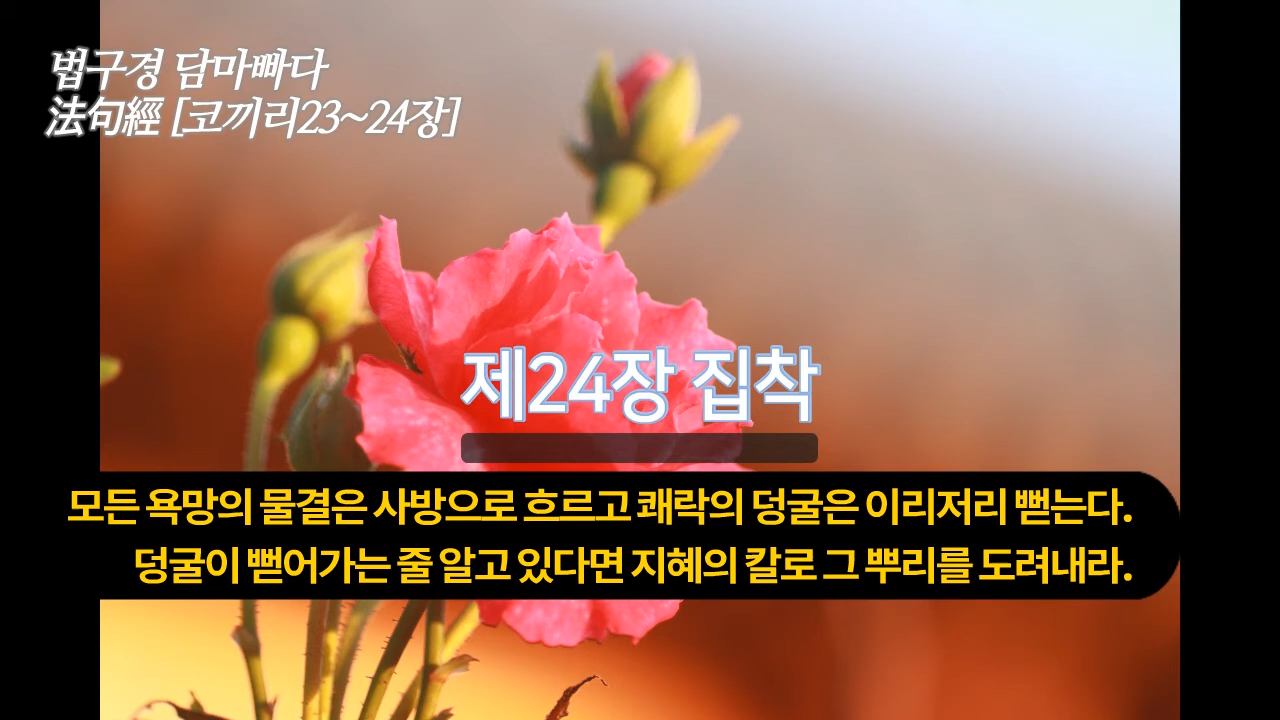 법구경 담마빠다
法句經 [코끼리23~24장]
제24장 집착
모든 욕망의 물결은 사방으로 흐르고 쾌락의 덩굴은 이리저리 뻗는다.
덩굴이 뻗어가는 줄 알고 있다면 지혜의 칼로 그 뿌리를 도려내라.